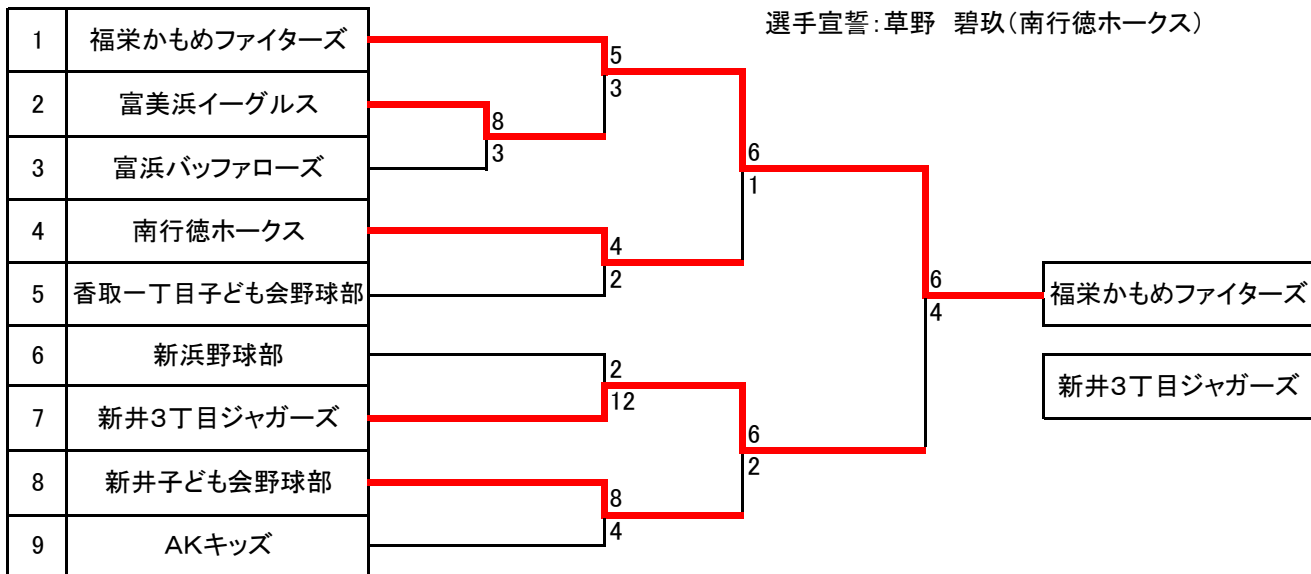 選手宣誓：草野　碧玖(南行徳ホークス)
1 福栄かもめファイターズ
2 富美浜イーグルス
3 富浜バッファローズ
4 南行徳ホークス
5 香取一丁目子ども会野球部
6 新浜野球部
7 新井３丁目ジャガーズ
8 新井子ども会野球部
9 AKキッズ
5
3
8
3
4
2
2
12
8
4
6
1
6
2
6
4
福栄かもめファイターズ
新井３丁目ジャガーズ